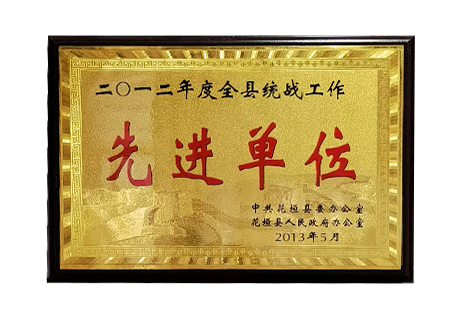 二〇一二年度全县统战工作
先进单位
中共花垣县委办公室
花垣县人民政府办公室
2013年5月